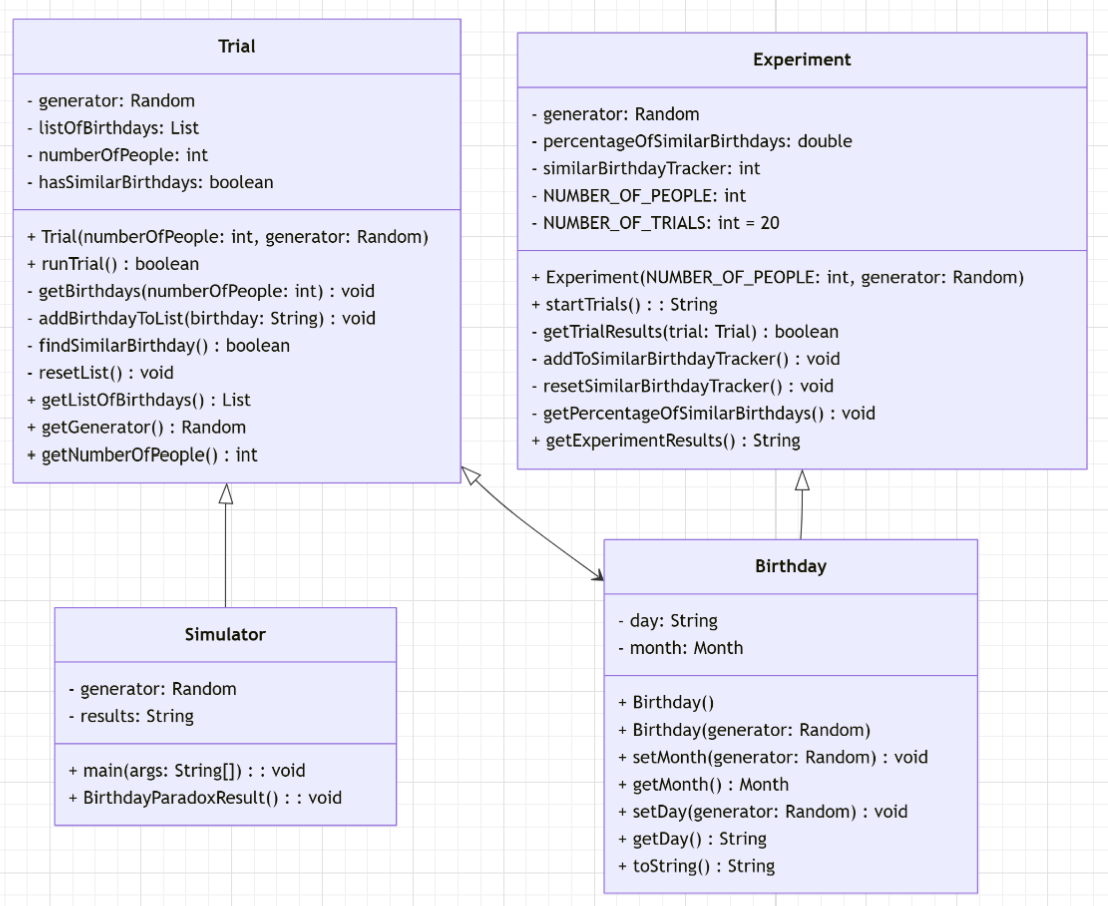 Trial
- generator: Random
- listOfBirthdays: List
- numberOfPeople: int
- hasSimilarBirthdays: boolean
+ Trial(numberOfPeople: int, generator: Random)
+ runTrial() : boolean
- getBirthdays(numberOfPeople: int) : void
- addBirthdayToList(birthday: String) : void
- findSimilarBirthday() : boolean
- resetList() : void
+ getListOfBirthdays() : List
+ getGenerator() : Random
+ getNumberOfPeople() : int
Experiment
- generator: Random
- percentageOfSimilarBirthdays: double
- similarBirthdayTracker: int
- NUMBER_OF_PEOPLE: int
- NUMBER_OF_TRIALS: int = 20
+ Experiment(NUMBER_OF_PEOPLE: int, generator: Random)
+ startTrials() : : String
- getTrialResults(trial: Trial) : boolean
- addToSimilarBirthdayTracker() : void
- resetSimilarBirthdayTracker() : void
- getPercentageOfSimilarBirthdays() : void
+ getExperimentResults() : String
Simulator
- generator: Random
- results: String
+ main(args: String[]) : : void
+ BirthdayParadoxResult() : : void
Birthday
- day: String
- month: Month
+ Birthday()
+ Birthday(generator: Random)
+ setMonth(generator: Random) : void
+ getMonth() : Month
+ setDay(generator: Random) : void
+ getDay() : String
+ toString() : String